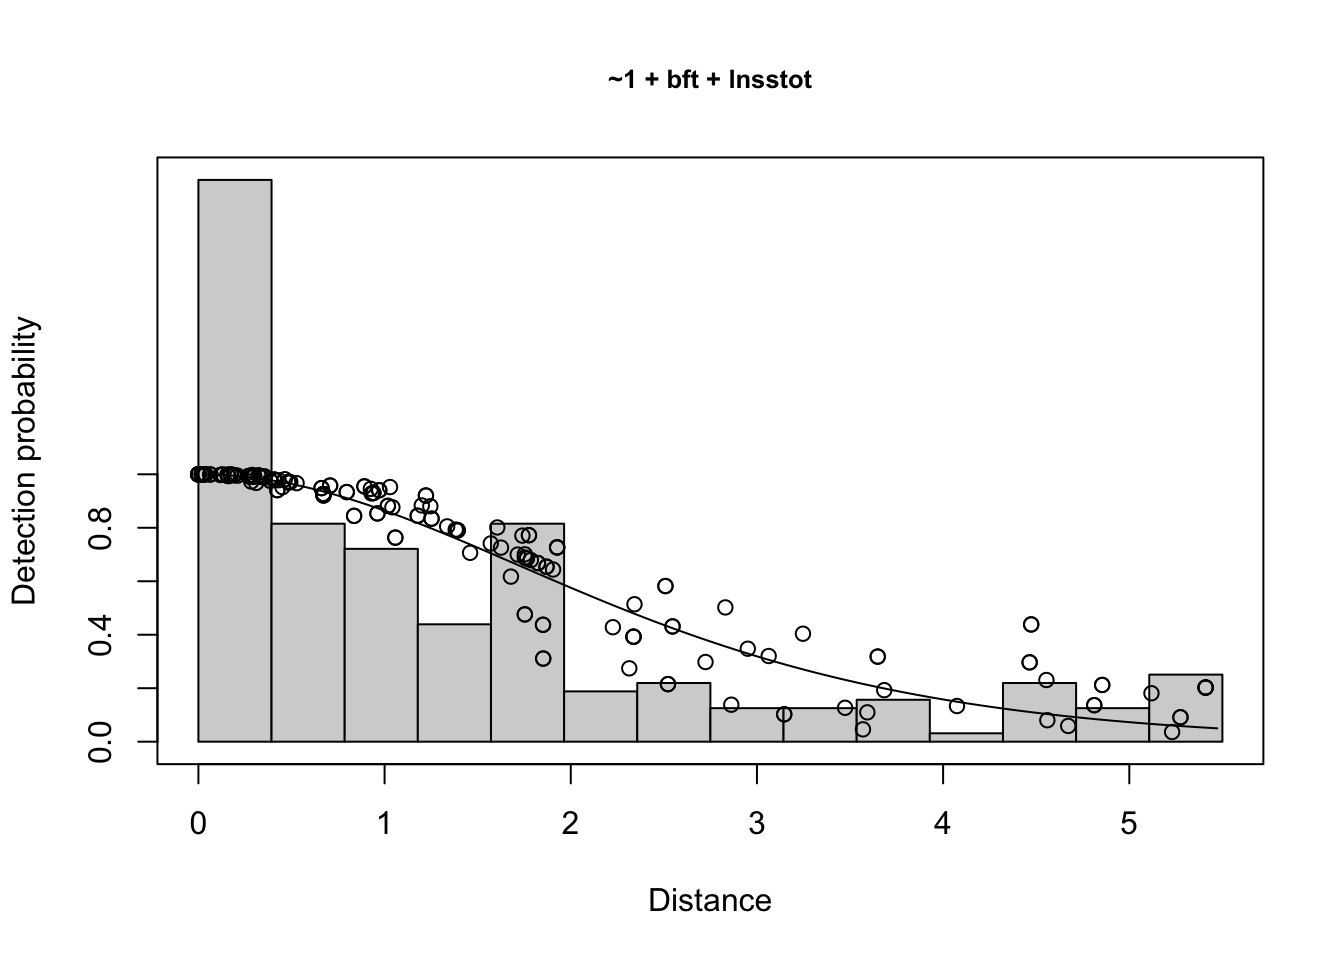 ~1 + bft + lnsstot
Detection probability
0.8
0.4
0.0
0 1 2 3 4 5
Distance